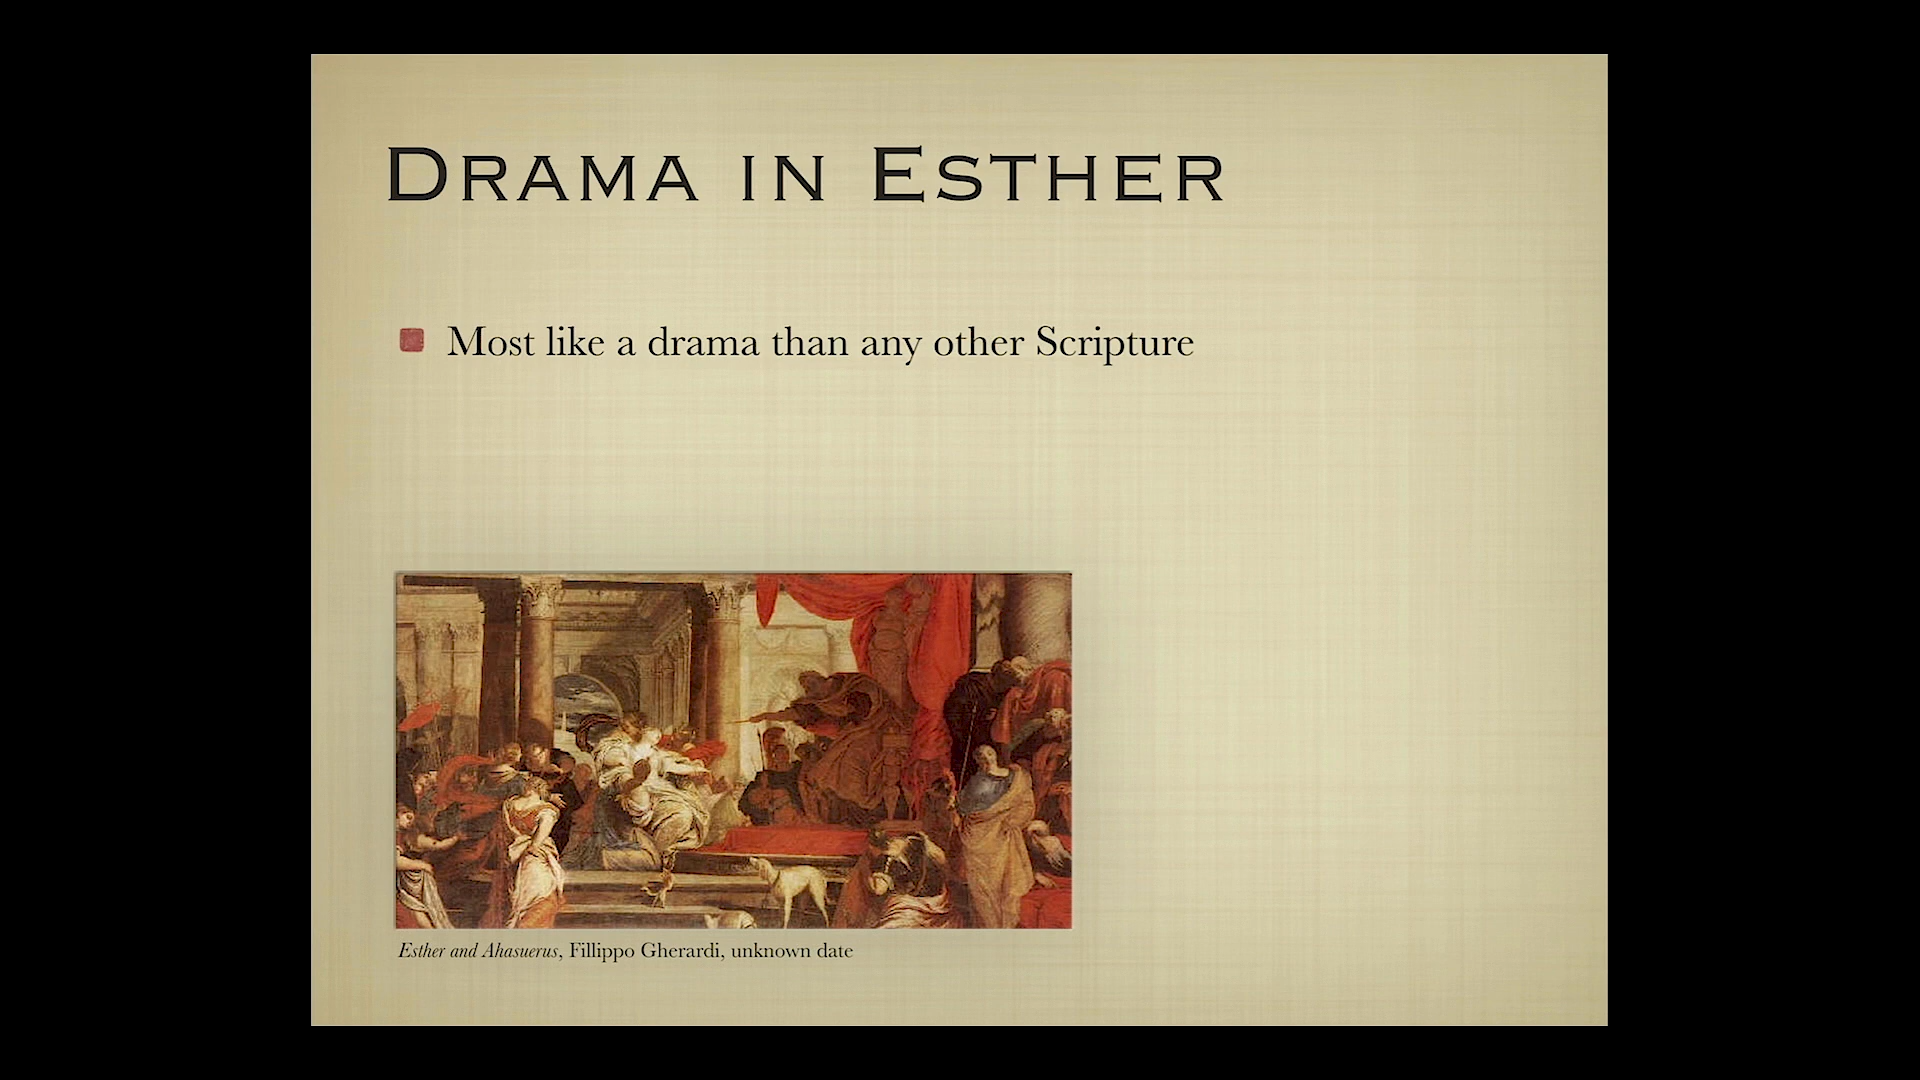 Drama in Esther
Most like a drama than any other Scripture
Esther and Ahasuerus, Fillippo Gherardi, unknown date